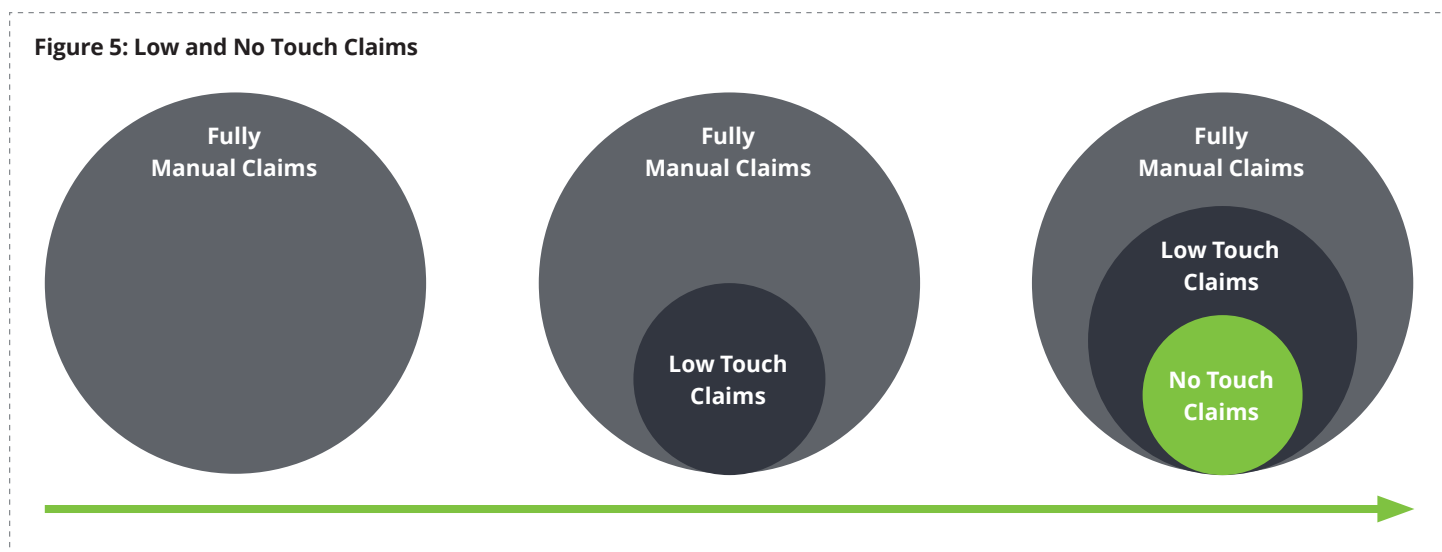 Figure 5: Low and No Touch Claims
Fully
Manual Claims
Fully
Manual Claims
Low Touch
Claims
Fully
Manual Claims
Low Touch
Claims
No Touch
Claims